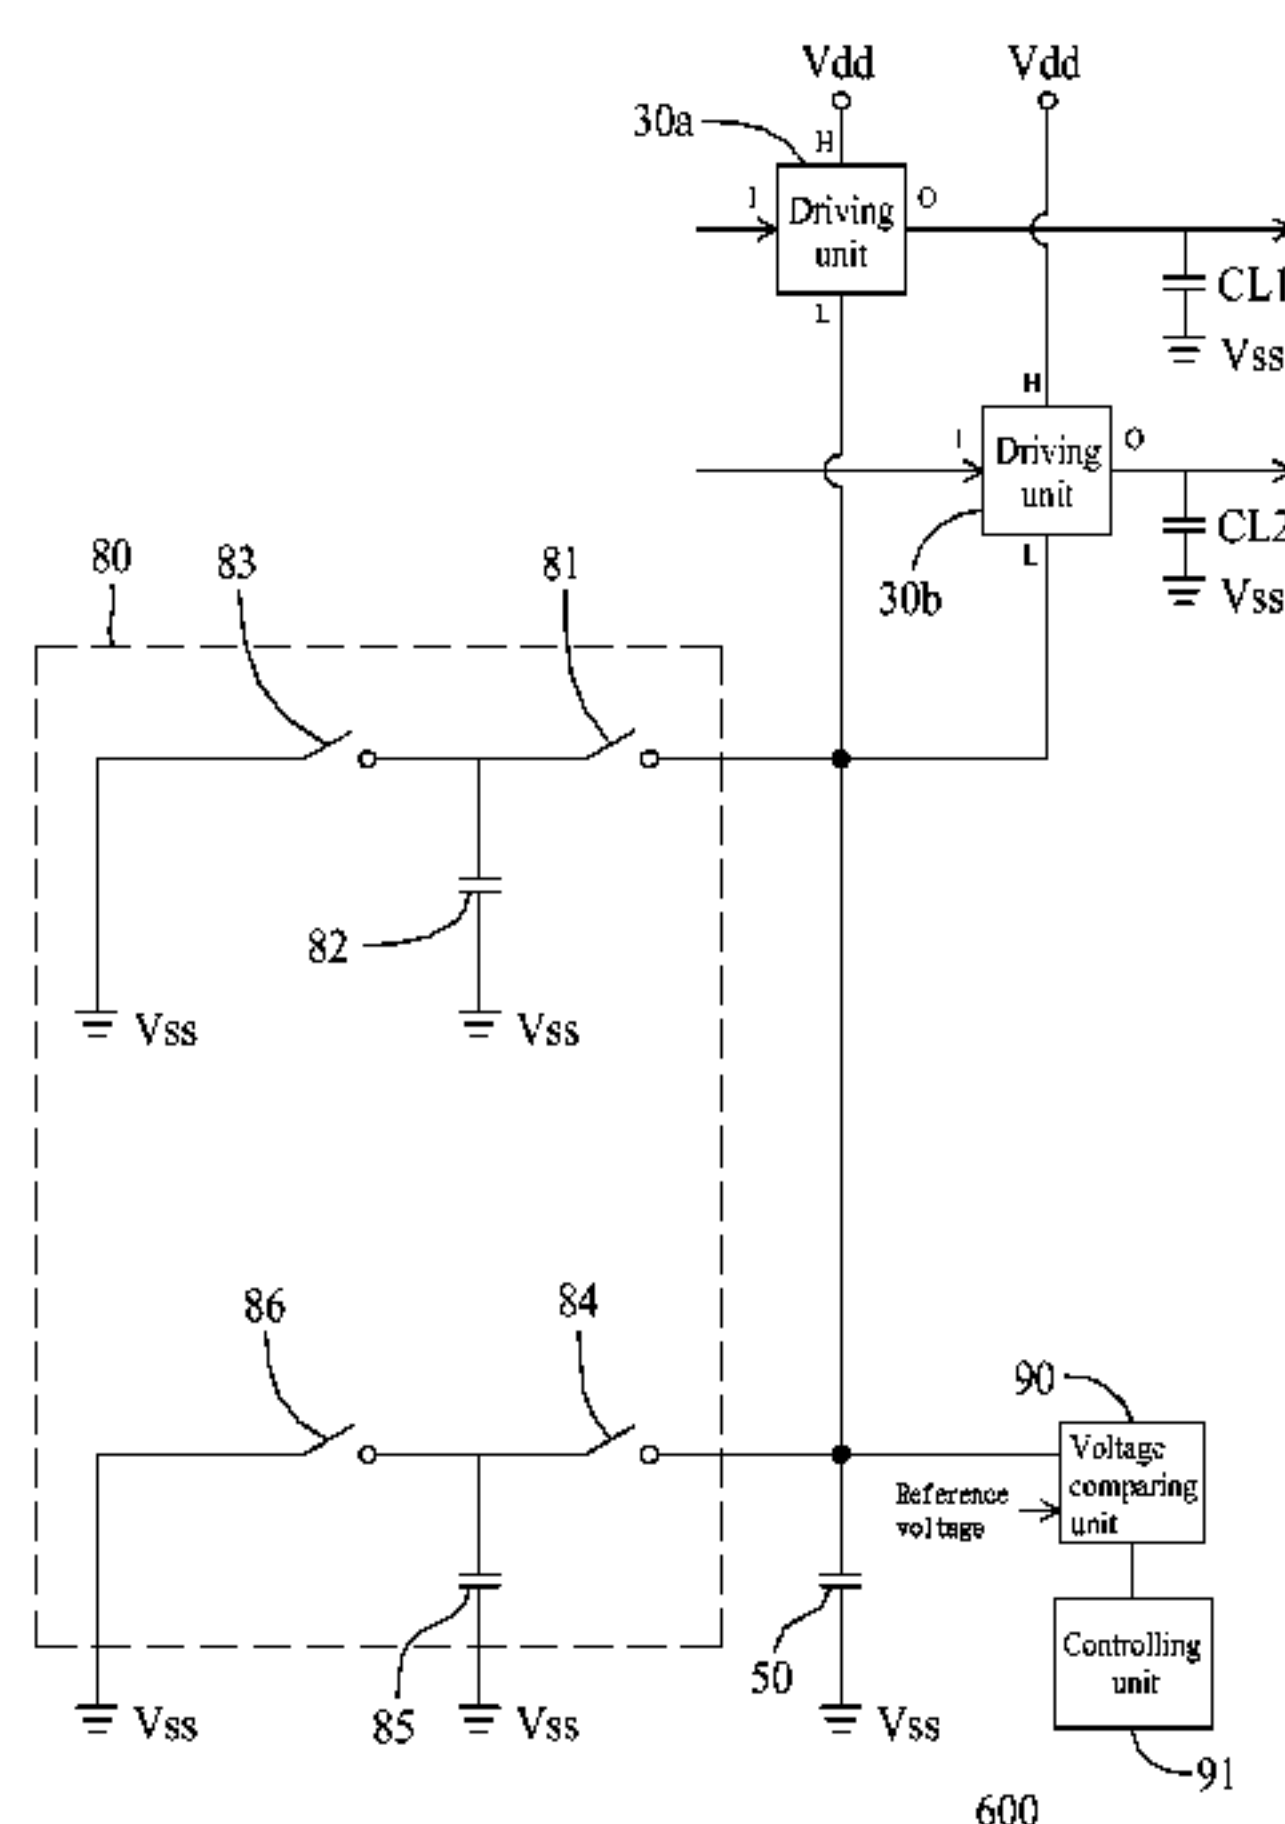 Vdd Vdd
30a
H
I
Driving
unit
O
CL1
L
Vss
H
I
Driving
unit
O
CL2
L
30b
Vss
80 83 81
82
Vss Vss
86 84
90
Voltage
comparing
unit
Reference
voltage
Controlling
unit
50
85
Vss Vss Vss
91
600